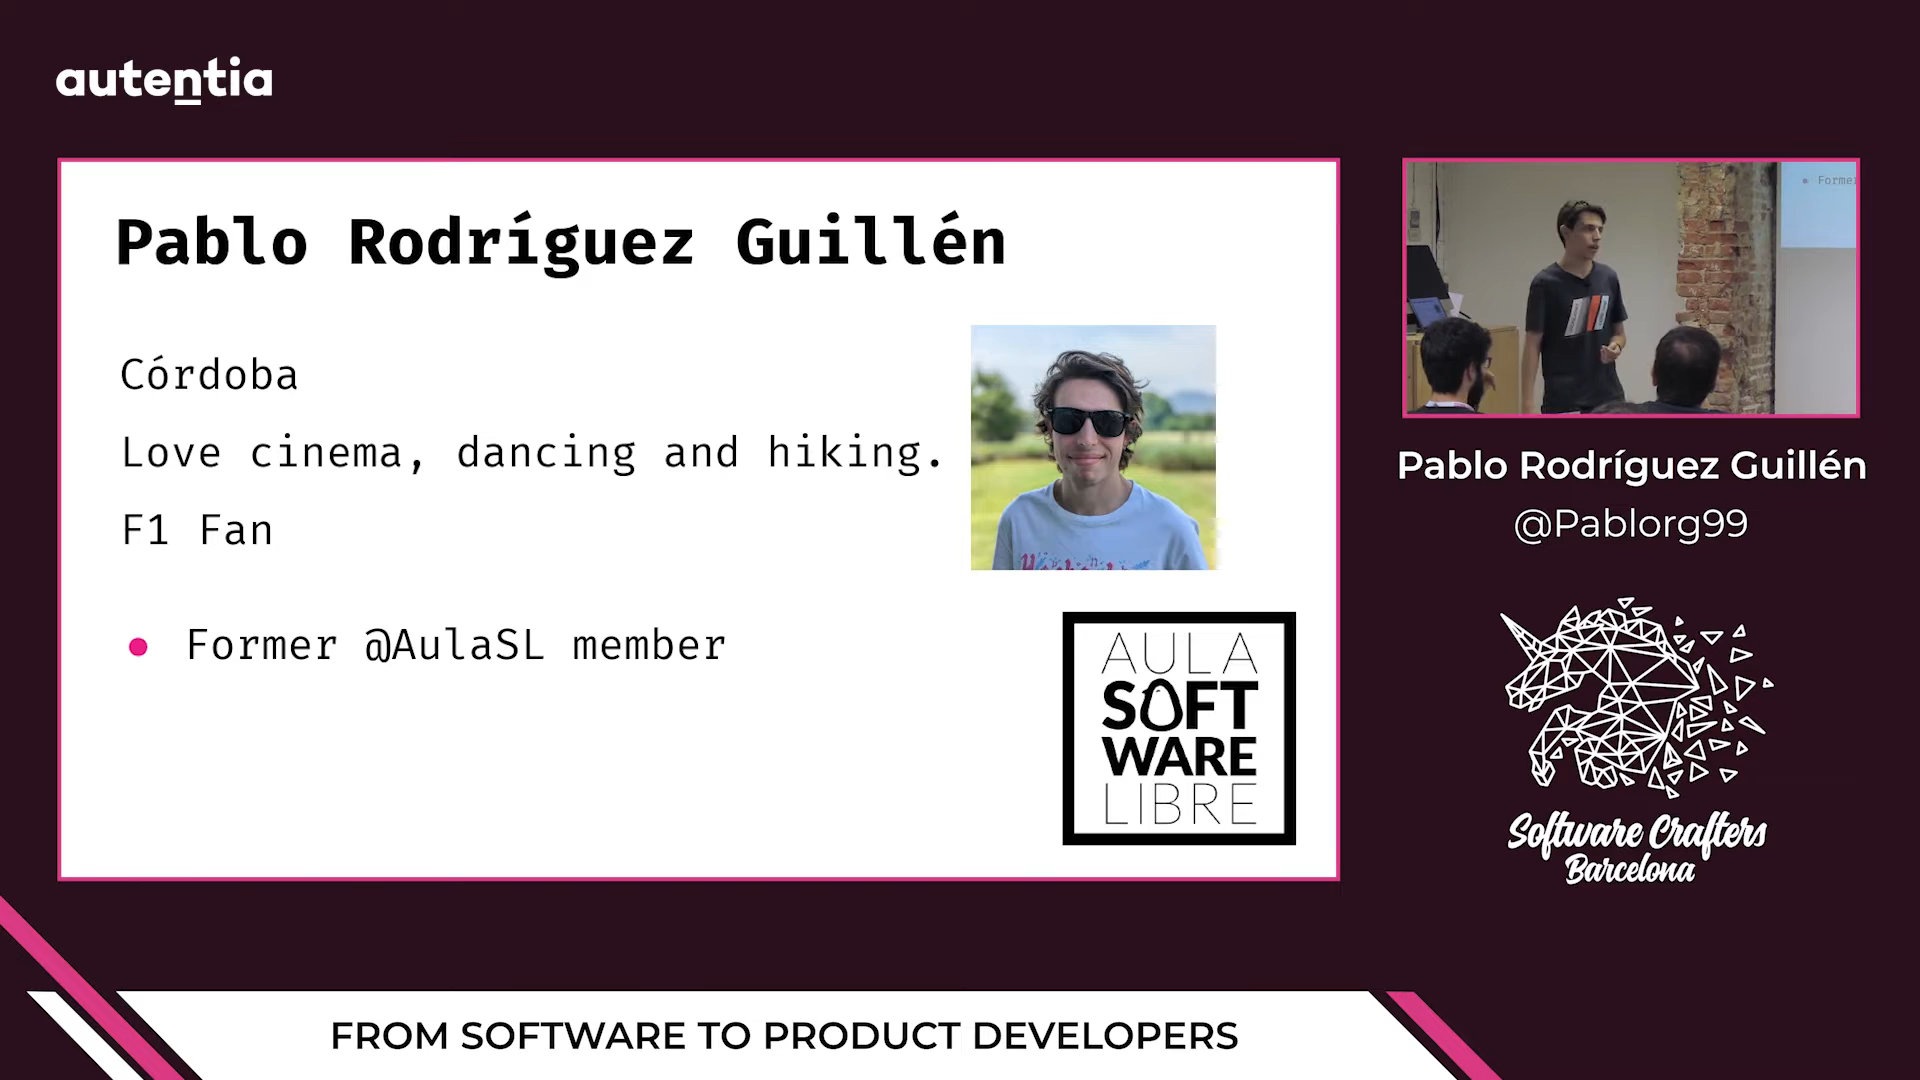 autentia
Pablo Rodríguez Guillén
Córdoba
Love cinema, dancing and hiking.
F1 Fan
● Former @AulaSL member
AULA
SOFT
WARE
LIBRE
● Former
Pablo Rodríguez Guillén
@Pablorg99
Software Crafters
Barcelona
FROM SOFTWARE TO PRODUCT DEVELOPERS